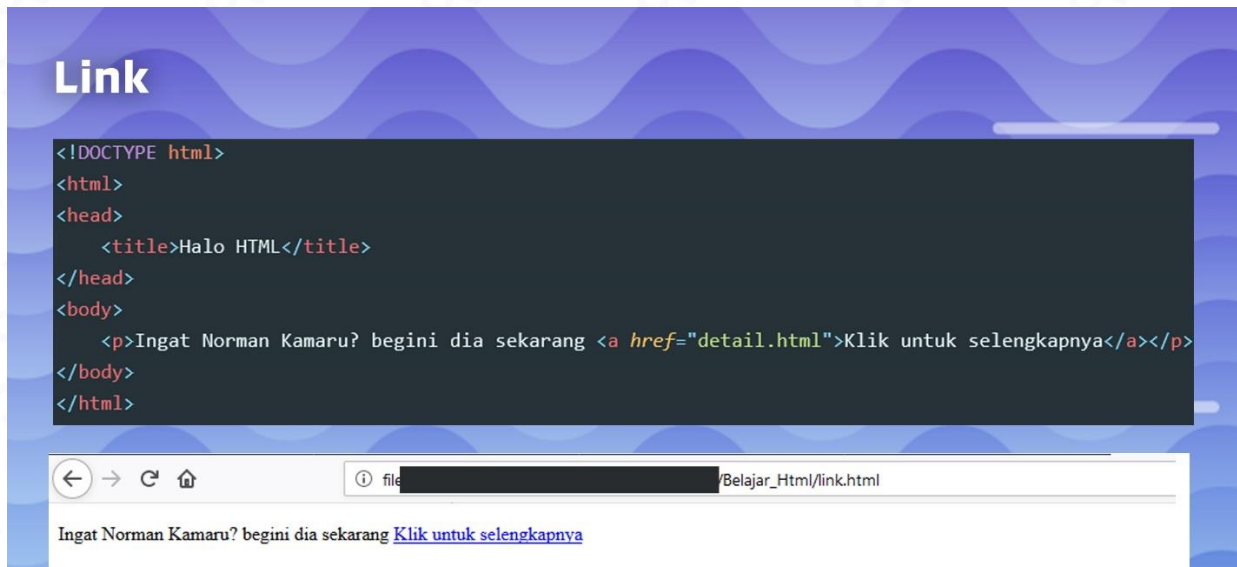 Link
<!DOCTYPE html>
<html>
<head>
    <title>Halo HTML</title>
</head>
<body>
    <p>Ingat Norman Kamaru? begini dia sekarang <a href="detail.html">Klik untuk selengkapnya</a></p>
</body>
</html>
file /Belajar_Html/link.html
Ingat Norman Kamaru? begini dia sekarang Klik untuk selengkapnya